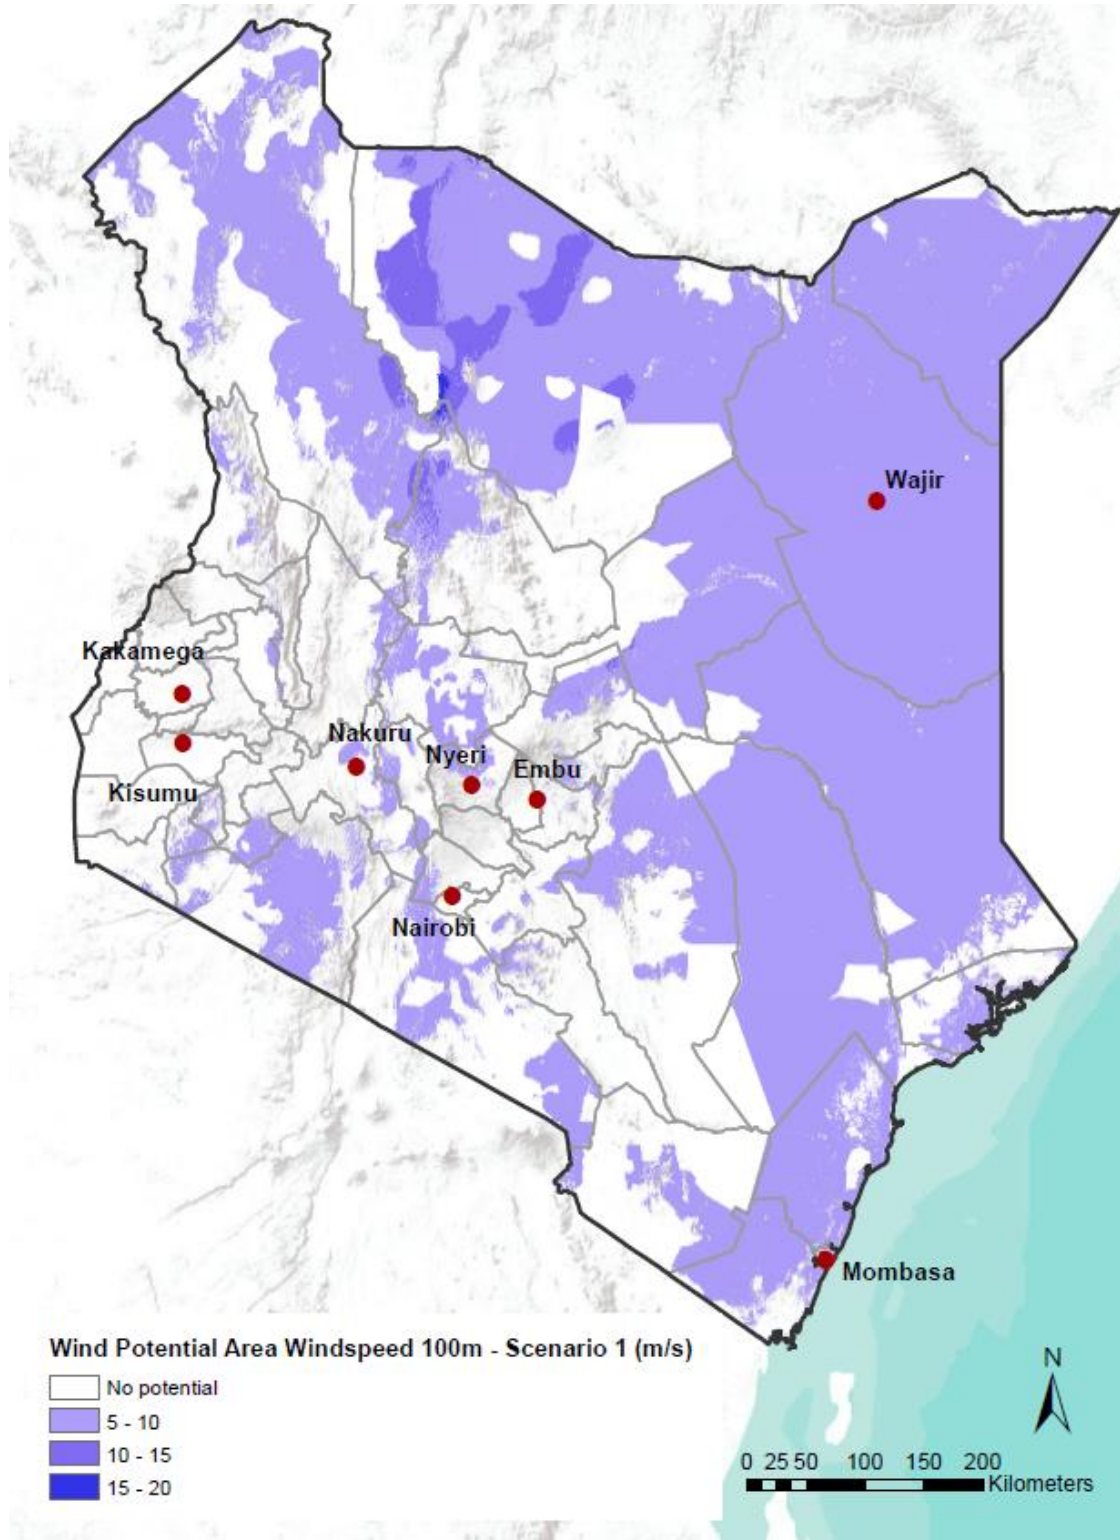 Wajir
Kakamega
Nakuru
Nyeri
Embu
Kisumu
Nairobi
Mombasa
Wind Potential Area Windspeed 100m - Scenario 1 (m/s)
No potential
5 - 10
10 - 15
15 - 20
N
0 25 50 100 150 200
Kilometers